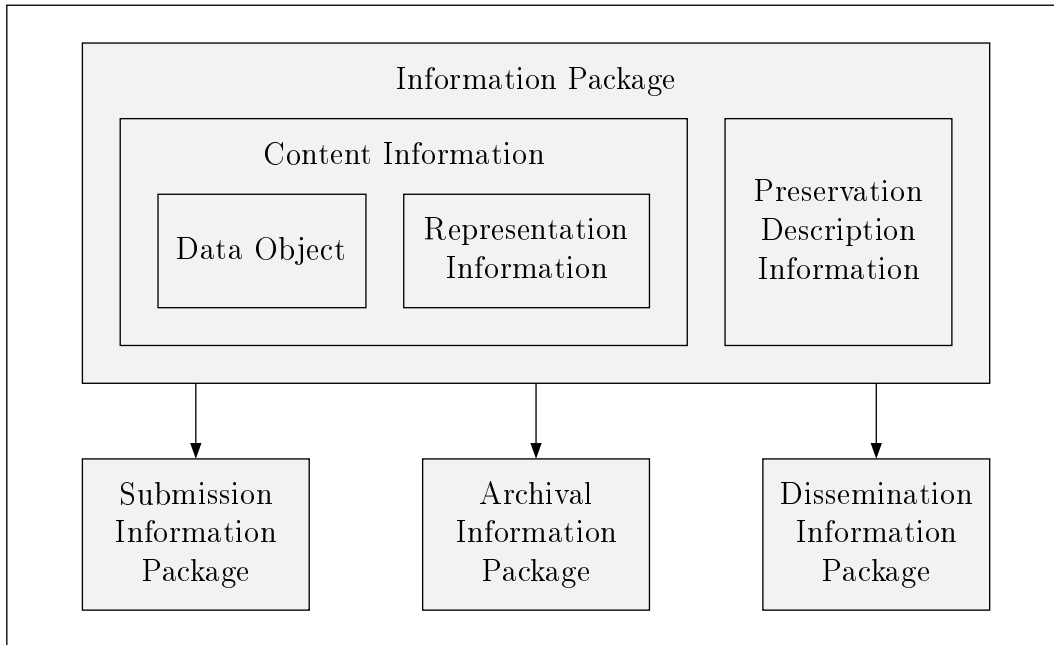 Information Package
Content Information
Data Object
Representation
Information
Preservation
Description
Information
Submission
Information
Package
Archival
Information
Package
Dissemination
Information
Package